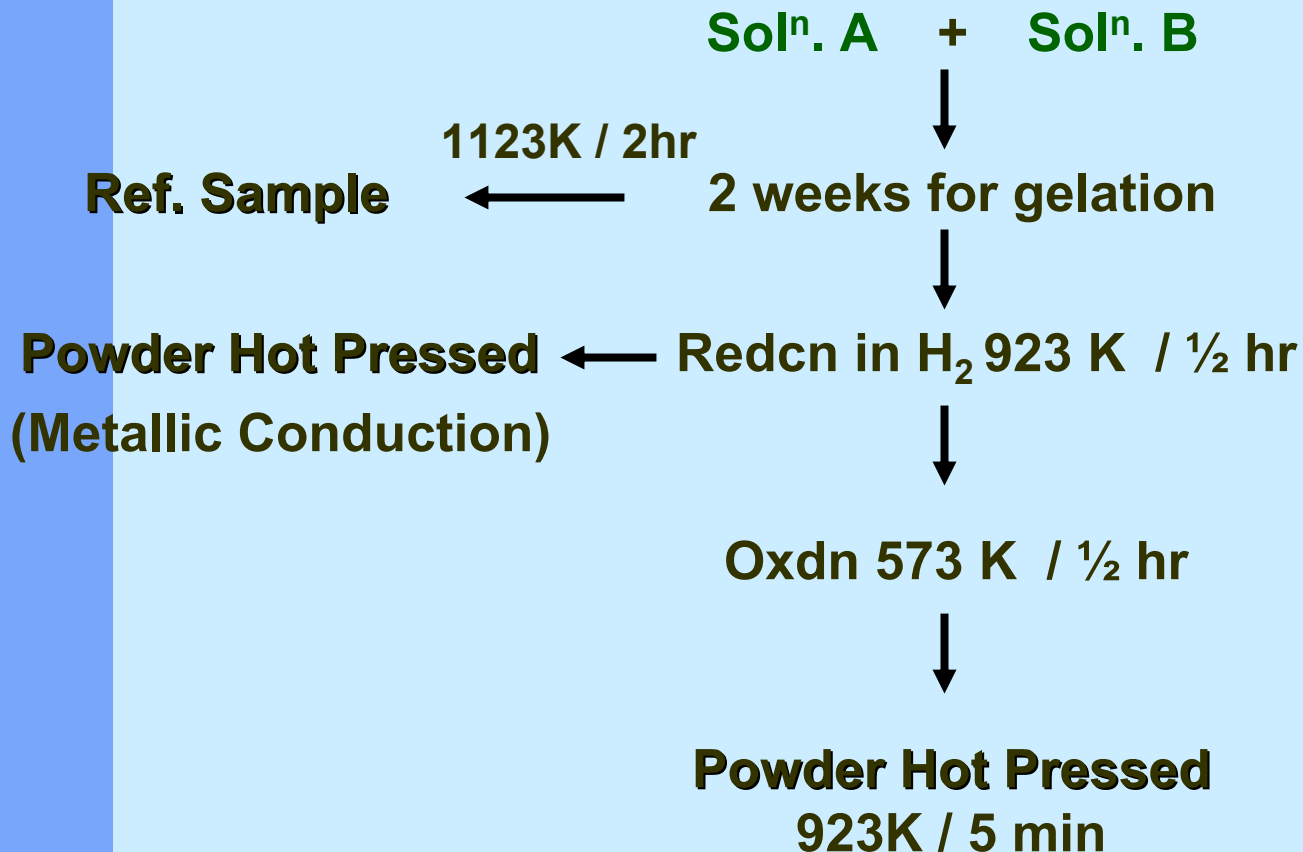 Solⁿ. A + Solⁿ. B
1123K / 2hr
Ref. Sample 2 weeks for gelation
Powder Hot Pressed Redcn in H₂ 923 K / ½ hr
(Metallic Conduction)
Oxdn 573 K / ½ hr
Powder Hot Pressed
923K / 5 min